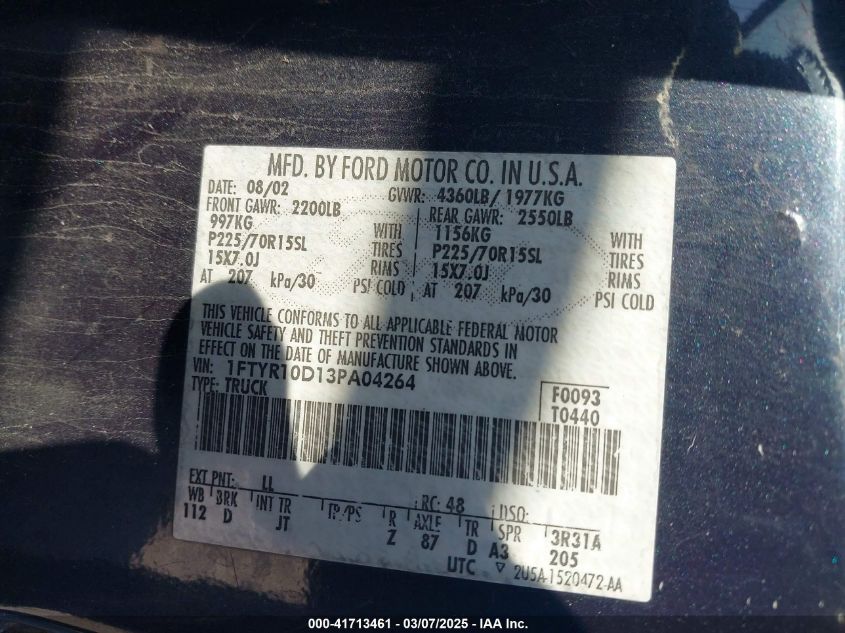 MFD. BY FORD MOTOR CO. IN U.S.A.
DATE: 08/02 GVWR: 4360LB/ 1977KG
FRONT GAWR: 2200LB REAR GAWR: 2550LB
997KG WITH 1156KG WITH
P225/70R15SL TIRES P225/70R15SL TIRES
15X7.0J RIMS 15X7.0J RIMS
AT 207 kPa/30 PSI COLD AT 207 kPa/30 PSI COLD
THIS VEHICLE CONFORMS TO ALL APPLICABLE FEDERAL MOTOR
VEHICLE SAFETY AND THEFT PREVENTION STANDARDS IN
EFFECT ON THE DATE OF MANUFACTURE SHOWN ABOVE.
VIN: 1FTYR10D13PA04264
TYPE: TRUCK
F0093
T0440
EXT PNT: LL RC: 48 DSO:
WB BRK INT TR TP/PS R AXLE TR SPR 3R31A
112 D JT Z 87 D A3 205
UTC ▽ 2U5A-1520472-AA
000-41713461 - 03/07/2025 - IAA Inc.